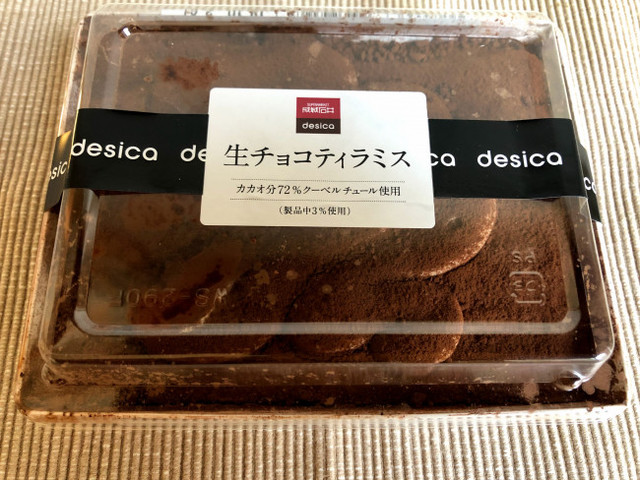 SUPERMARKET
成城石井
desica
desica
desica
生チョコティラミス
カカオ分72%クーベルチュール使用
(製品中3%使用)